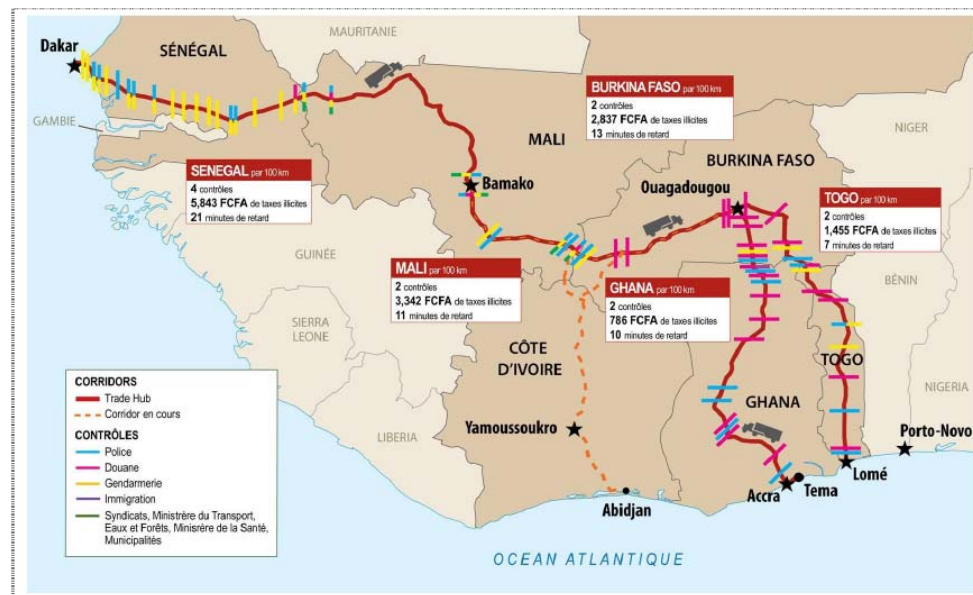 MAURITANIE
Dakar
SÉNÉGAL
GAMBIE
BURKINA FASO par 100 km
2 contrôles
2,837 FCFA de taxes illicites
13 minutes de retard
NIGER
MALI
BURKINA FASO
SENEGAL par 100 km
4 contrôles
5,843 FCFA de taxes illicites
21 minutes de retard
Bamako
Ouagadougou
TOGO par 100 km
2 contrôles
1,455 FCFA de taxes illicites
7 minutes de retard
GUINÉE
MALI par 100 km
2 contrôles
3,342 FCFA de taxes illicites
11 minutes de retard
GHANA par 100 km
2 contrôles
786 FCFA de taxes illicites
10 minutes de retard
BÉNIN
SIERRA
LEONE
CÔTE
D'IVOIRE
TOGO
NIGERIA
LIBERIA
Yamoussoukro
GHANA
Porto-Novo
Lomé
Accra
Tema
Abidjan
OCEAN ATLANTIQUE
CORRIDORS
Trade Hub
Corridor en cours
CONTRÔLES
Police
Douane
Gendarmerie
Immigration
Syndicats, Ministrère du Transport,
Eaux et Forêts, Minisrère de la Santé,
Municipalités